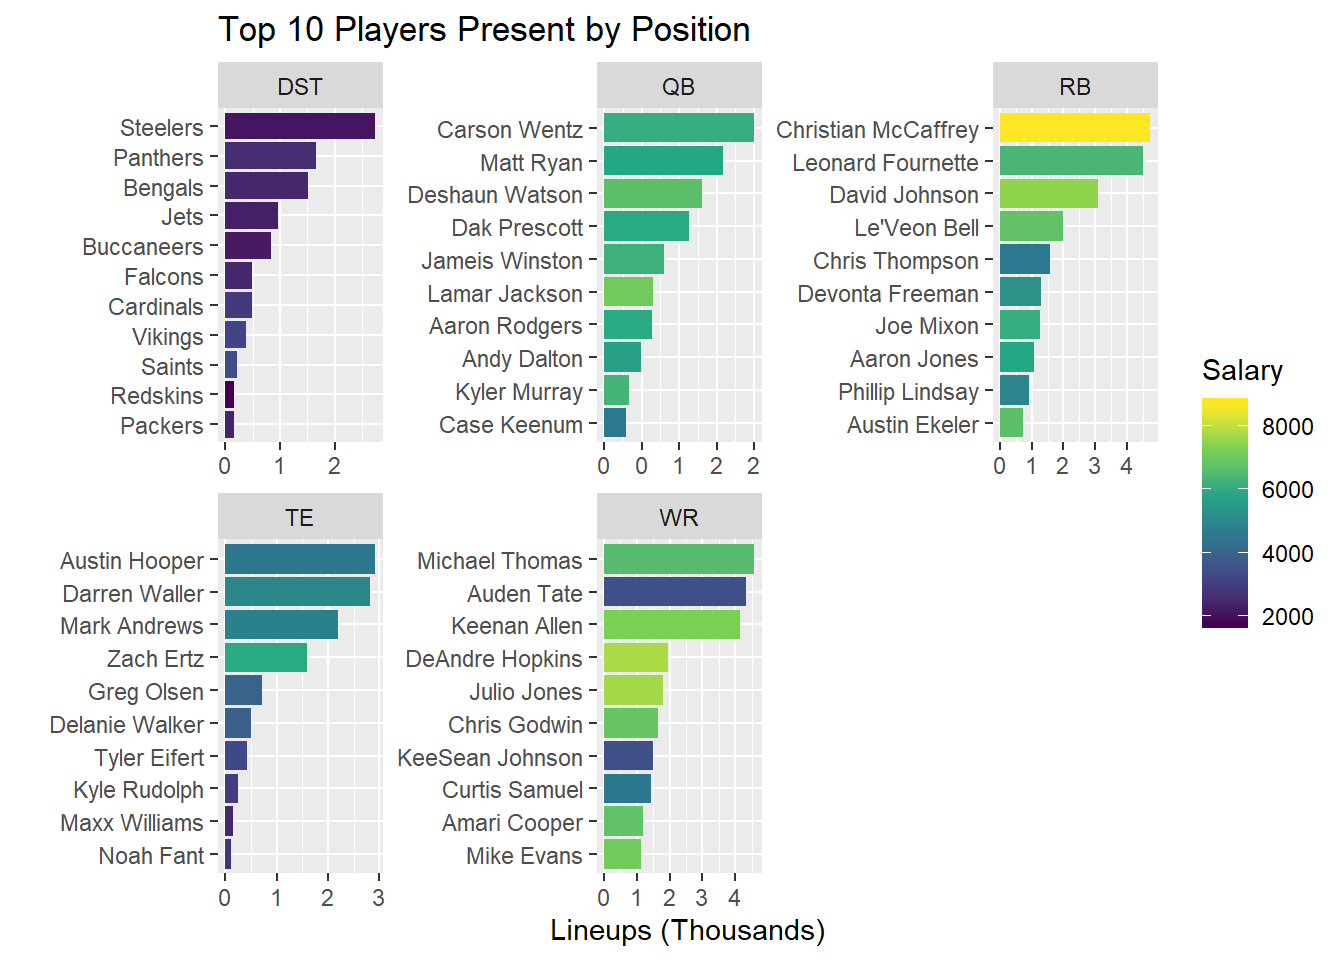 Top 10 Players Present by Position
DST
Steelers
Panthers
Bengals
Jets
Buccaneers
Falcons
Cardinals
Vikings
Saints
Redskins
Packers
0 1 2
QB
Carson Wentz
Matt Ryan
Deshaun Watson
Dak Prescott
Jameis Winston
Lamar Jackson
Aaron Rodgers
Andy Dalton
Kyler Murray
Case Keenum
0 0 1 2 2
RB
Christian McCaffrey
Leonard Fournette
David Johnson
Le'Veon Bell
Chris Thompson
Devonta Freeman
Joe Mixon
Aaron Jones
Phillip Lindsay
Austin Ekeler
0 1 2 3 4
TE
Austin Hooper
Darren Waller
Mark Andrews
Zach Ertz
Greg Olsen
Delanie Walker
Tyler Eifert
Kyle Rudolph
Maxx Williams
Noah Fant
0 1 2 3
WR
Michael Thomas
Auden Tate
Keenan Allen
DeAndre Hopkins
Julio Jones
Chris Godwin
KeeSean Johnson
Curtis Samuel
Amari Cooper
Mike Evans
0 1 2 3 4
Lineups (Thousands)
Salary
8000
6000
4000
2000